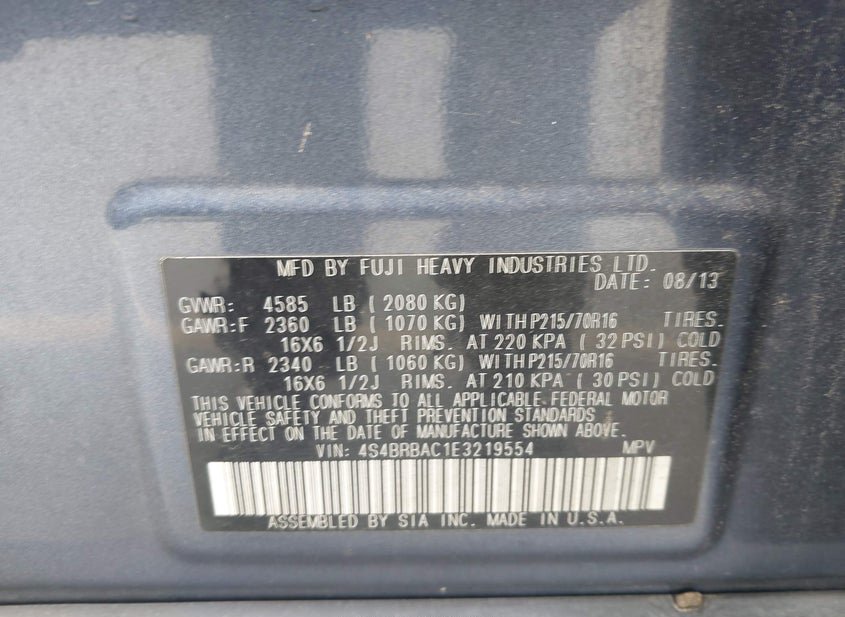 MFD BY FUJI HEAVY INDUSTRIES LTD.
DATE: 08/13
GVWR: 4585 LB ( 2080 KG)
GAWR:F 2360 LB ( 1070 KG) WITH P215/70R16 TIRES.
16X6 1/2J RIMS. AT 220 KPA ( 32 PSI) COLD
GAWR:R 2340 LB ( 1060 KG) WITH P215/70R16 TIRES.
16X6 1/2J RIMS. AT 210 KPA ( 30 PSI) COLD
THIS VEHICLE CONFORMS TO ALL APPLICABLE FEDERAL MOTOR
VEHICLE SAFETY AND THEFT PREVENTION STANDARDS
IN EFFECT ON THE DATE OF MANUFACTURE SHOWN ABOVE.
VIN: 4S4BRBAC1E3219554 MPV
ASSEMBLED BY SIA INC. MADE IN U.S.A.